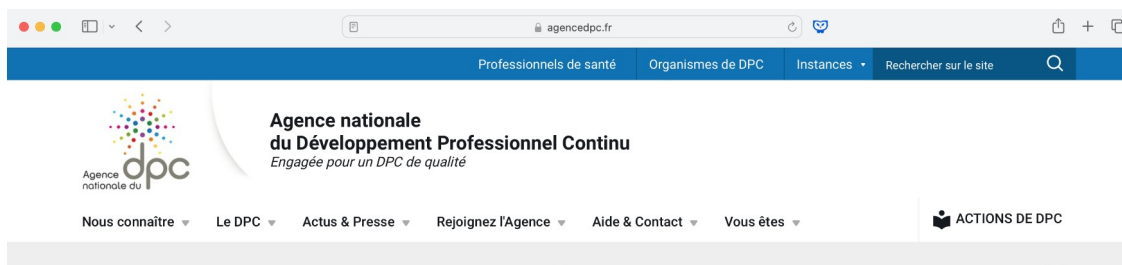 agencedpc.fr
Professionnels de santé Organismes de DPC Instances Rechercher sur le site
Agence
nationale du
dpc
Agence nationale
du Développement Professionnel Continu
Engagée pour un DPC de qualité
Nous connaître Le DPC Actus & Presse Rejoignez l'Agence Aide & Contact Vous êtes ACTIONS DE DPC